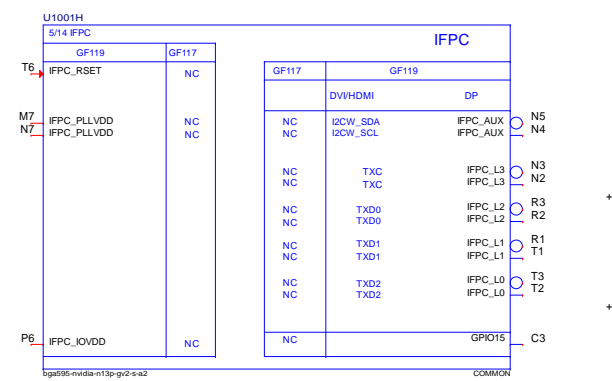 U1001H
5/14 IFPC
IFPC
GF119 GF117
GF117 GF119
T6 IFPC_RSET NC
DVI/HDMI DP
M7 IFPC_PLLVDD NC
N7 IFPC_PLLVDD NC
NC I2CW_SDA IFPC_AUX N5
NC I2CW_SCL IFPC_AUX N4
NC TXC IFPC_L3 N3
NC TXC IFPC_L3 N2
NC TXD0 IFPC_L2 R3
NC TXD0 IFPC_L2 R2
NC TXD1 IFPC_L1 R1
NC TXD1 IFPC_L1 T1
NC TXD2 IFPC_L0 T3
NC TXD2 IFPC_L0 T2
P6 IFPC_IOVDD NC
NC GPIO15 C3
bga595-nvidia-n13p-gv2-s-a2 COMMON
+
+